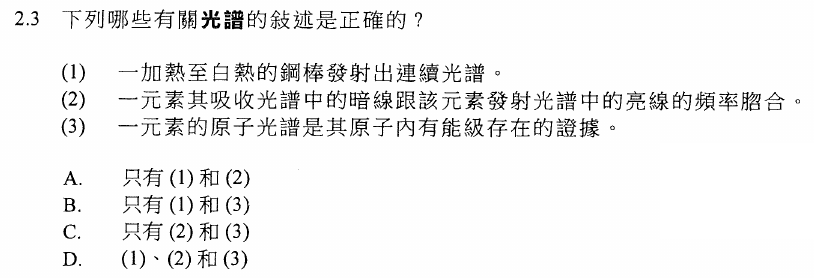 2.3 下列哪些有關光譜的敍述是正確的？
(1) 一加熱至白熱的鋼棒發射出連續光譜。
(2) 一元素其吸收光譜中的暗線跟該元素發射光譜中的亮線的頻率脗合。
(3) 一元素的原子光譜是其原子內有能級存在的證據。
A. 只有 (1) 和 (2)
B. 只有 (1) 和 (3)
C. 只有 (2) 和 (3)
D. (1)、(2) 和 (3)